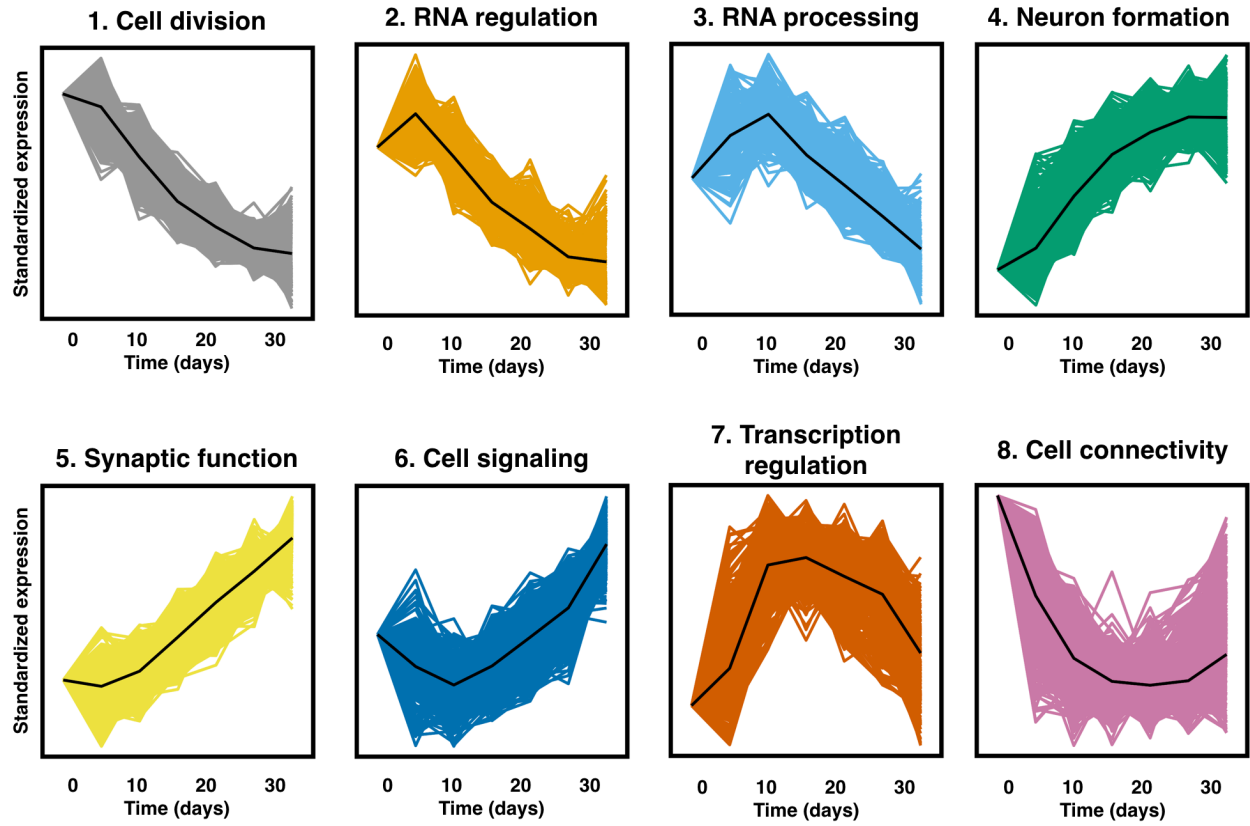 1. Cell division
2. RNA regulation
3. RNA processing
4. Neuron formation
Standardized expression
0 10 20 30
Time (days)
0 10 20 30
Time (days)
0 10 20 30
Time (days)
0 10 20 30
Time (days)
5. Synaptic function
6. Cell signaling
7. Transcription
regulation
8. Cell connectivity
Standardized expression
0 10 20 30
Time (days)
0 10 20 30
Time (days)
0 10 20 30
Time (days)
0 10 20 30
Time (days)